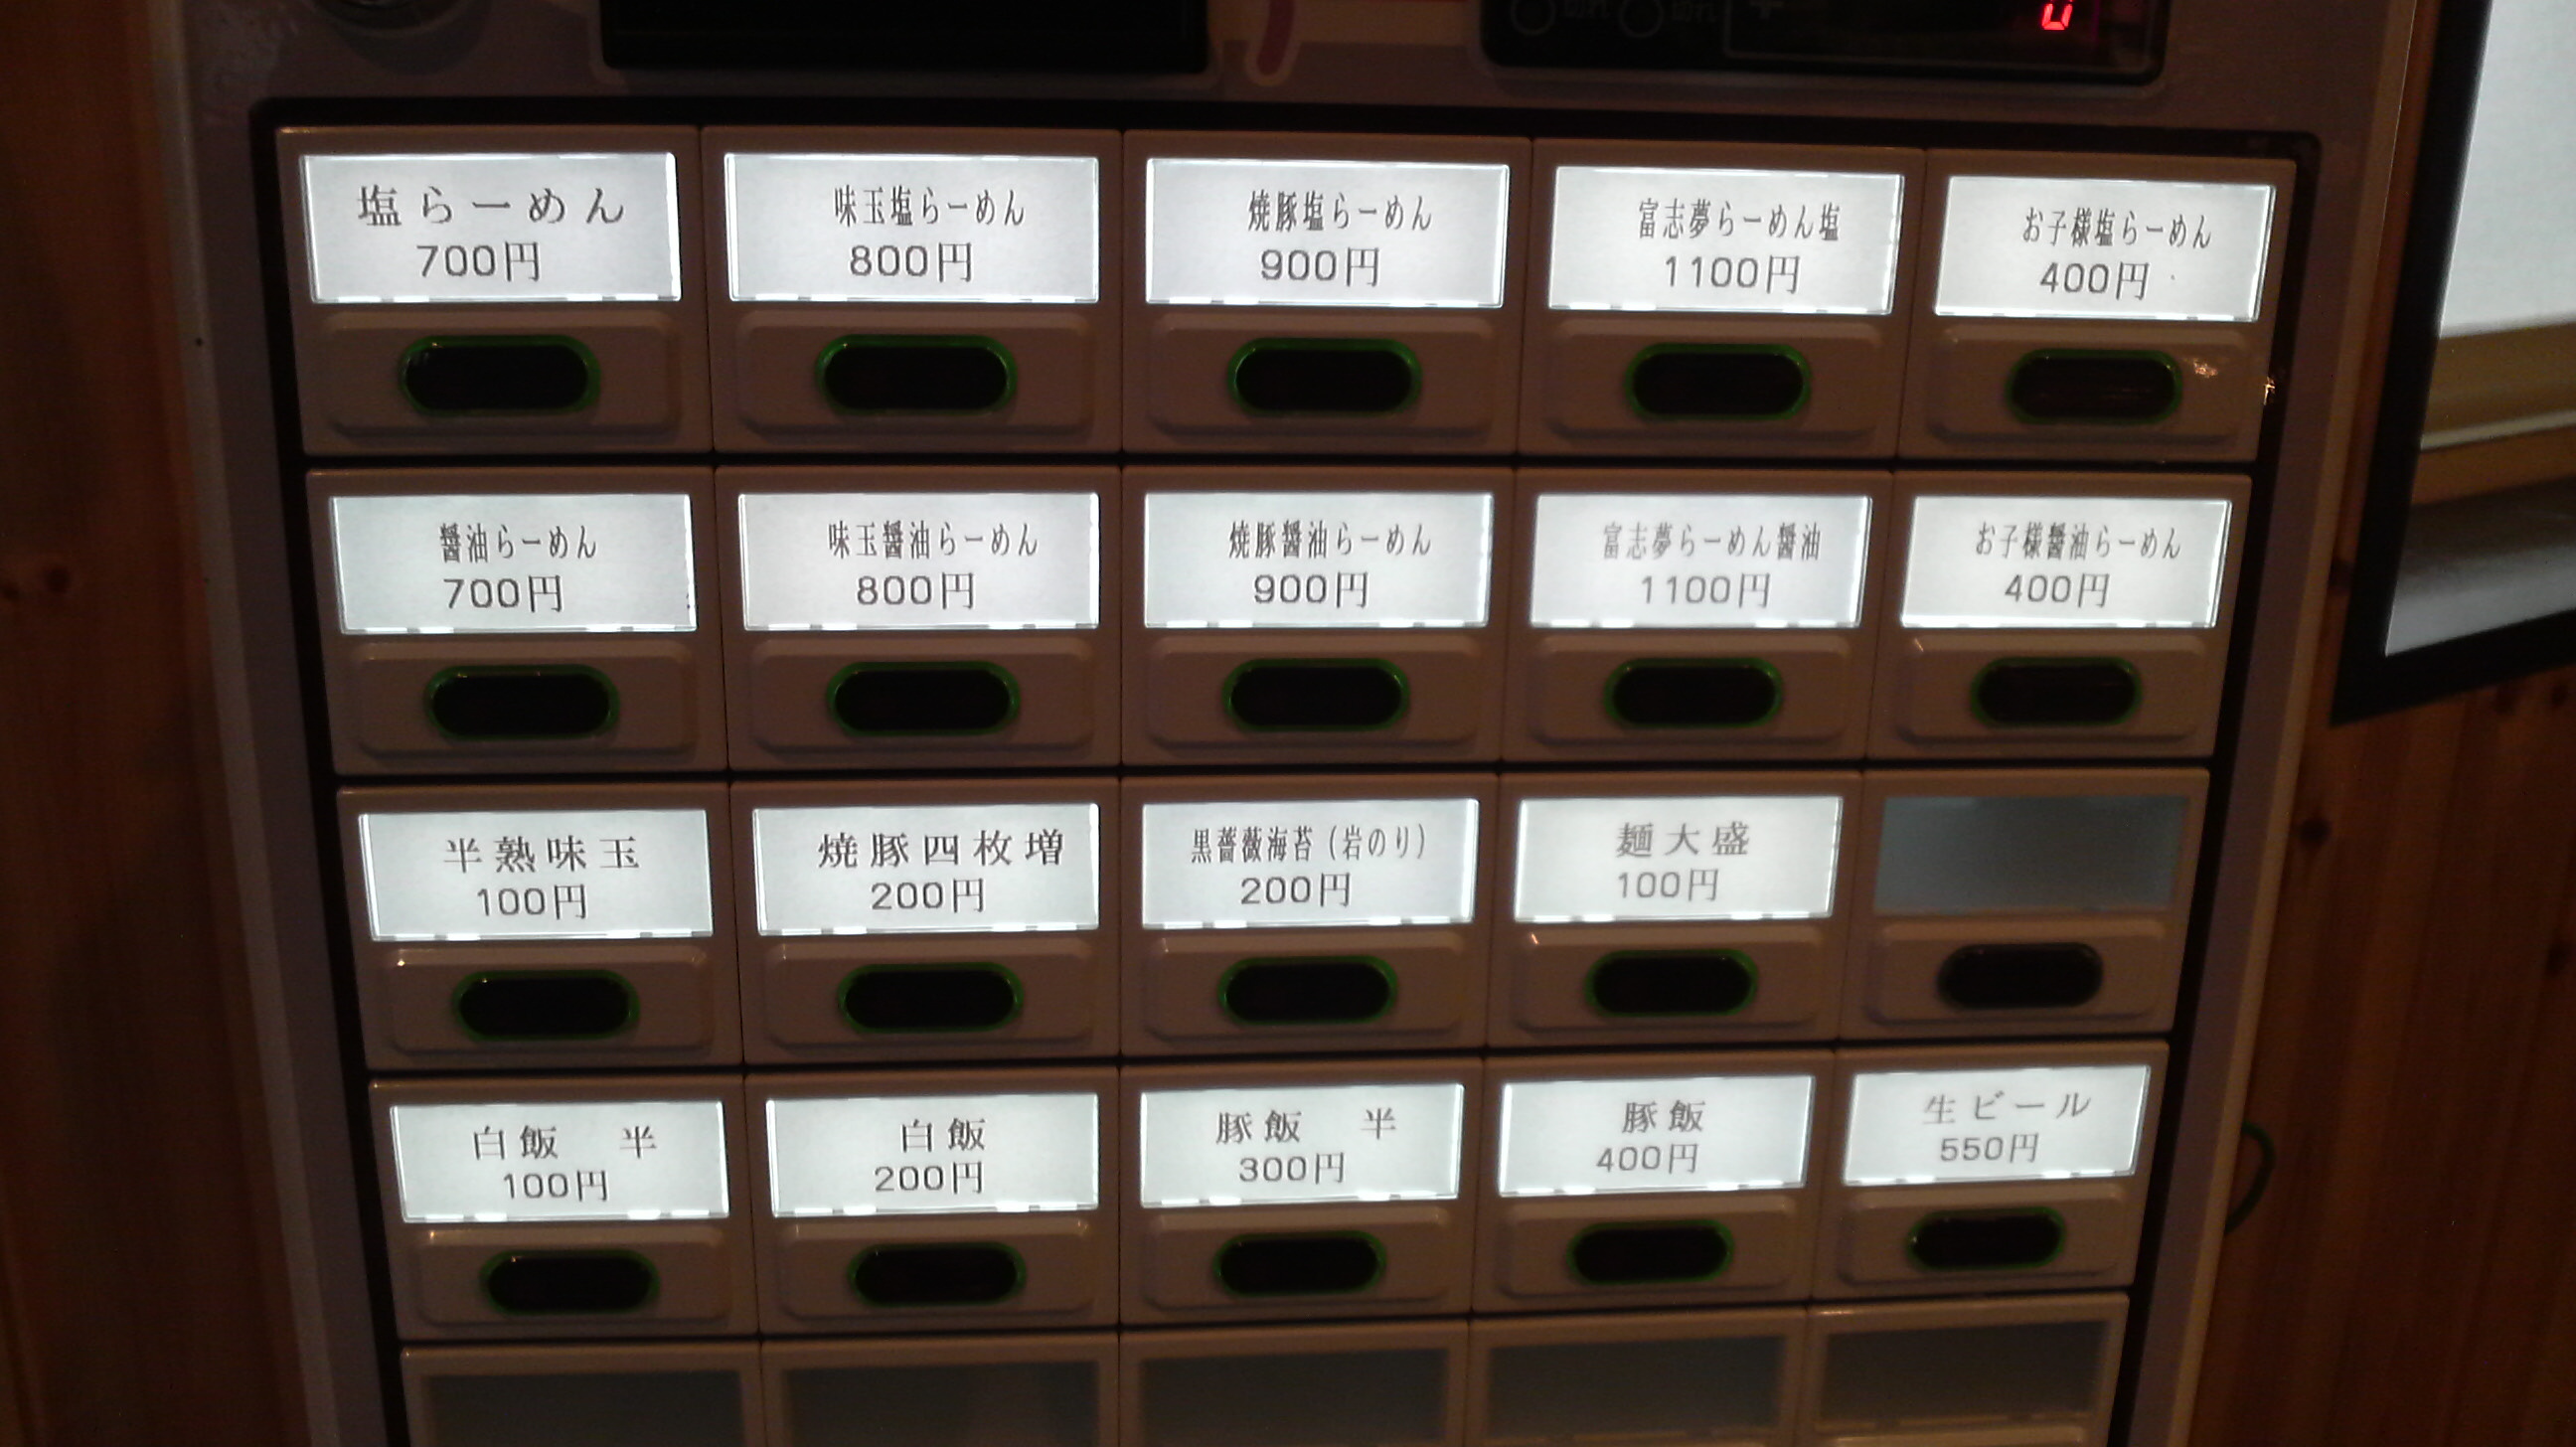 切れ 切れ
0
塩らーめん
700円
味玉塩らーめん
800円
焼豚塩らーめん
900円
富志夢らーめん塩
1100円
お子様塩らーめん
400円
醤油らーめん
700円
味玉醤油らーめん
800円
焼豚醤油らーめん
900円
富志夢らーめん醤油
1100円
お子様醤油らーめん
400円
半熟味玉
100円
焼豚四枚増
200円
黒薔薇海苔(岩のり)
200円
麺大盛
100円
白飯 半
100円
白飯
200円
豚飯 半
300円
豚飯
400円
生ビール
550円